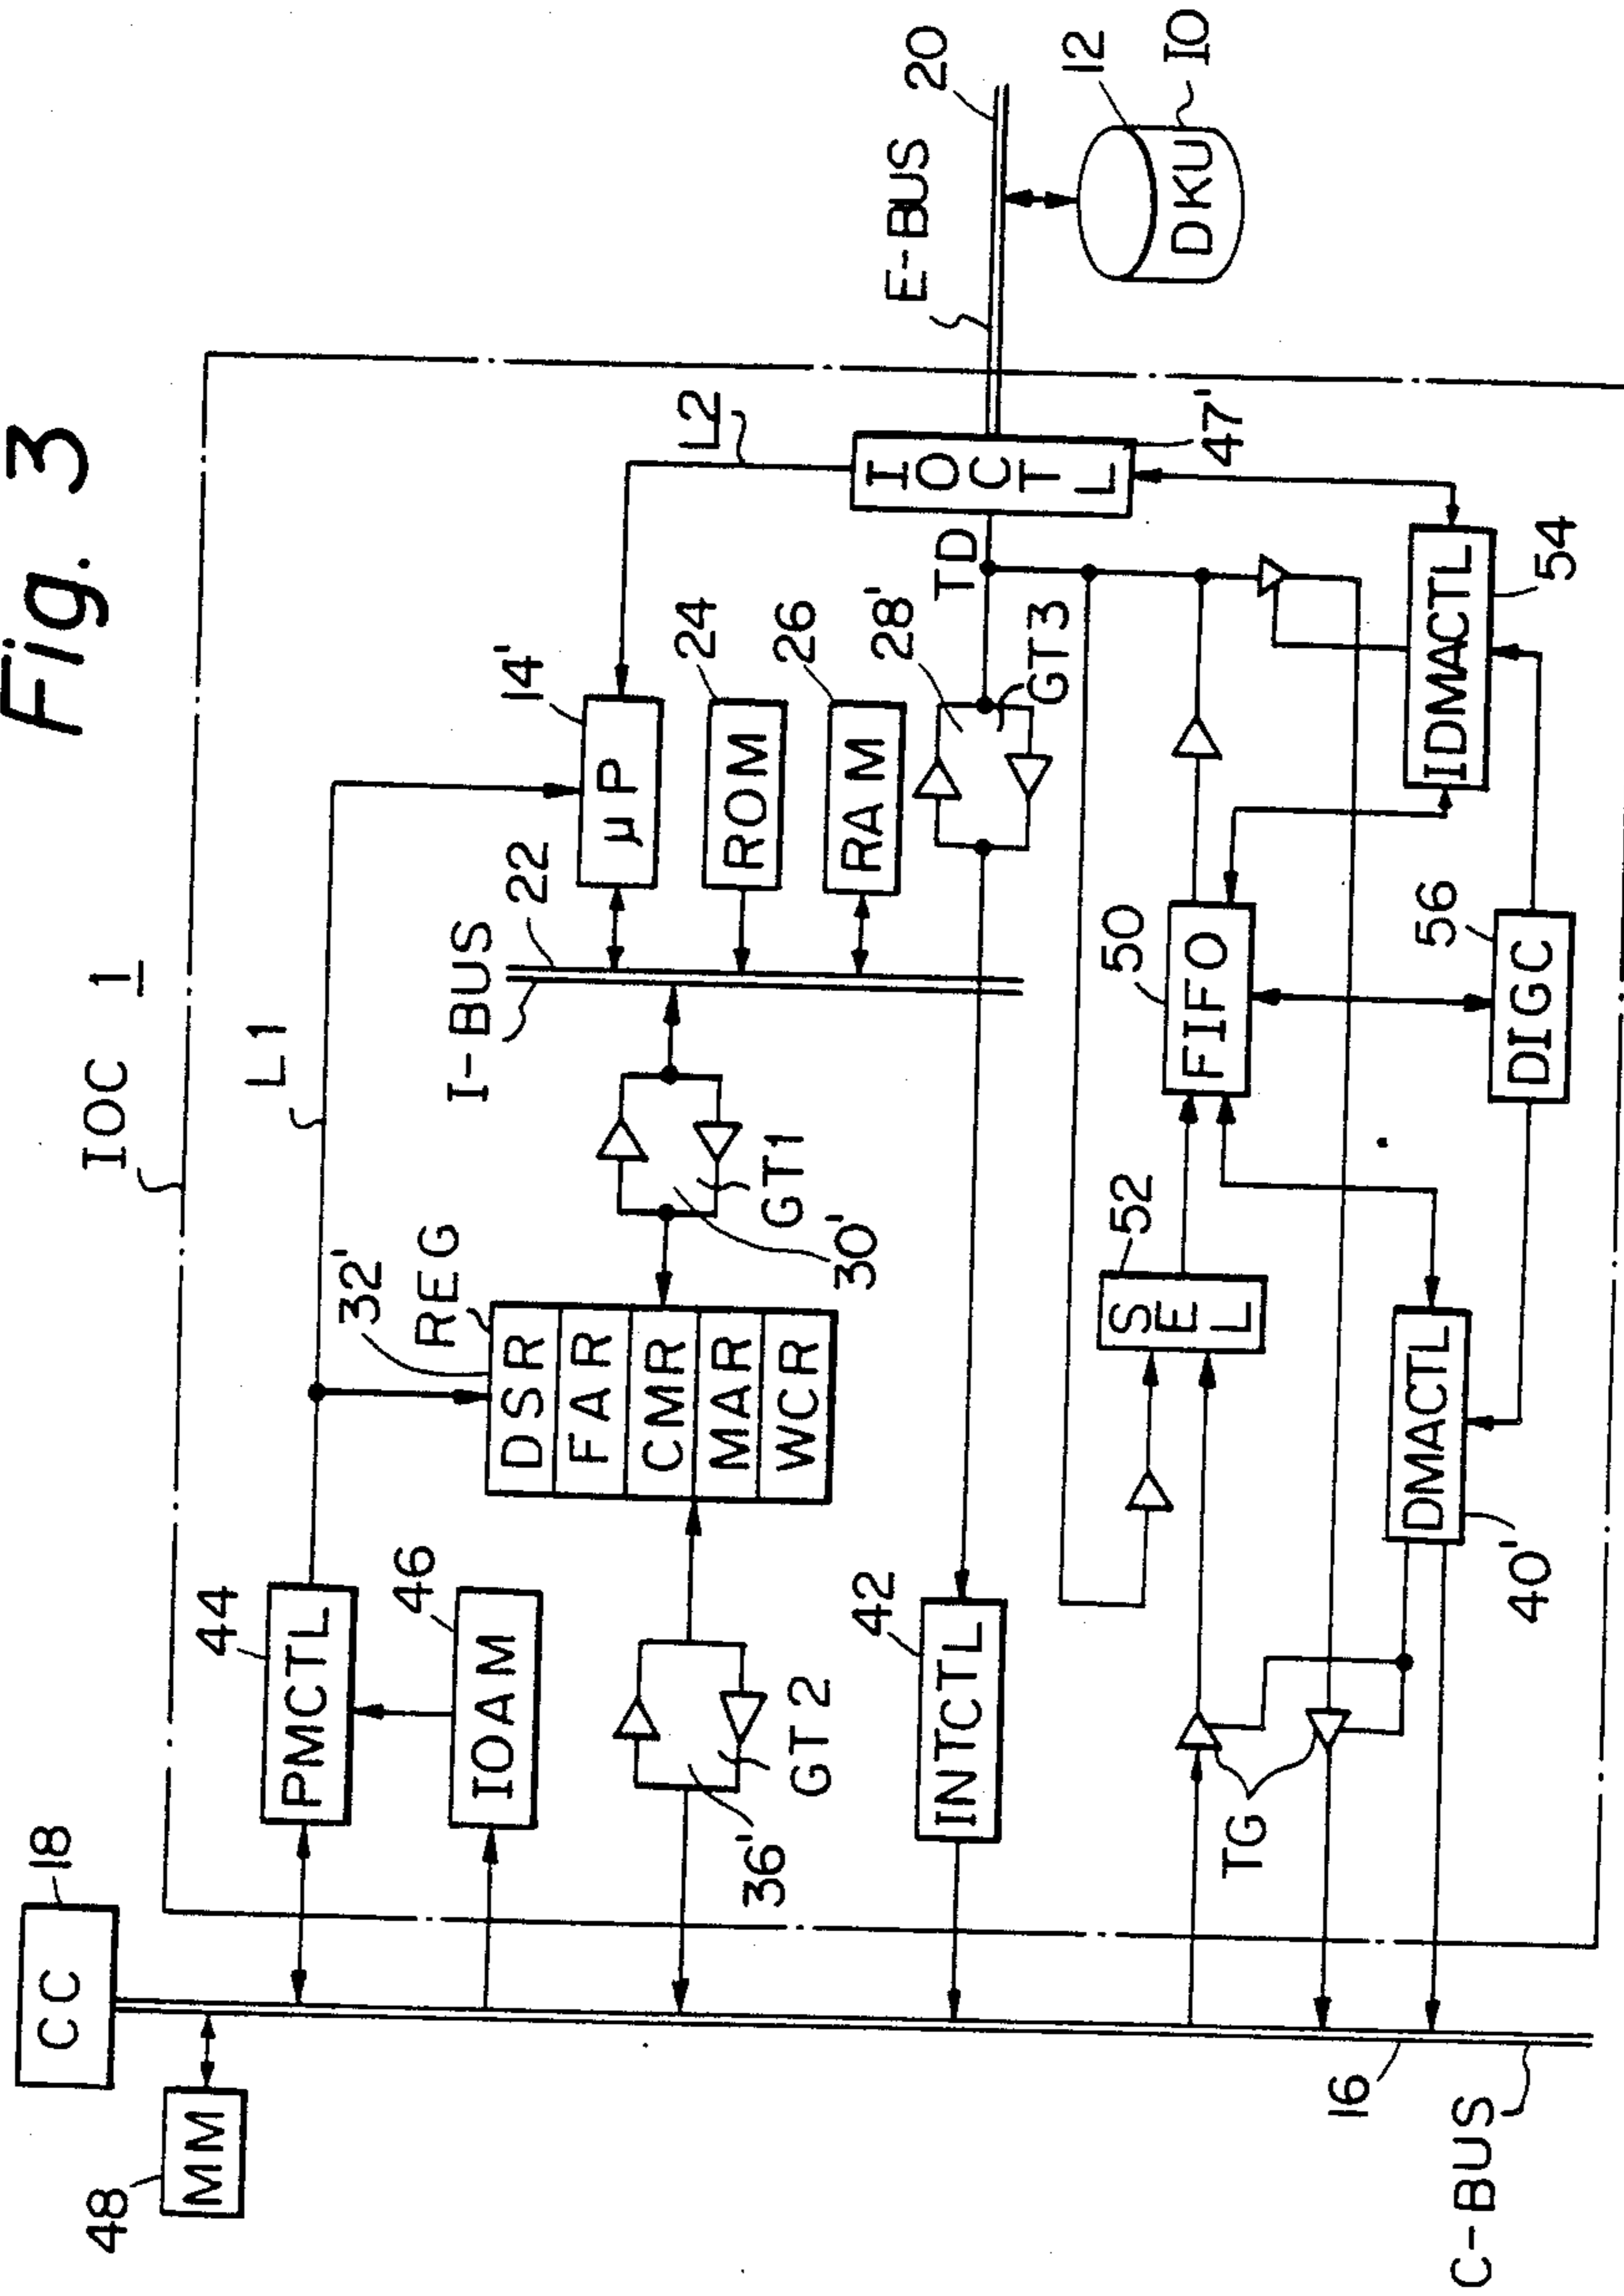 Fig. 3
IOC 1
CC
18
MM
48
PMCTL
44
L1
IOAM
46
REG
32'
DSR
FAR
CMR
MAR
WCR
GT2
36'
GT1
30'
I-BUS
22
μP
14'
ROM
24
RAM
26
L2
28'
GT3
TD
IOCTL
47'
E-BUS
20
12
DKU
10
INTCTL
42
SEL
52
FIFO
50
TG
DMACTL
40'
DIGC
56
IDMACTL
54
16
C-BUS